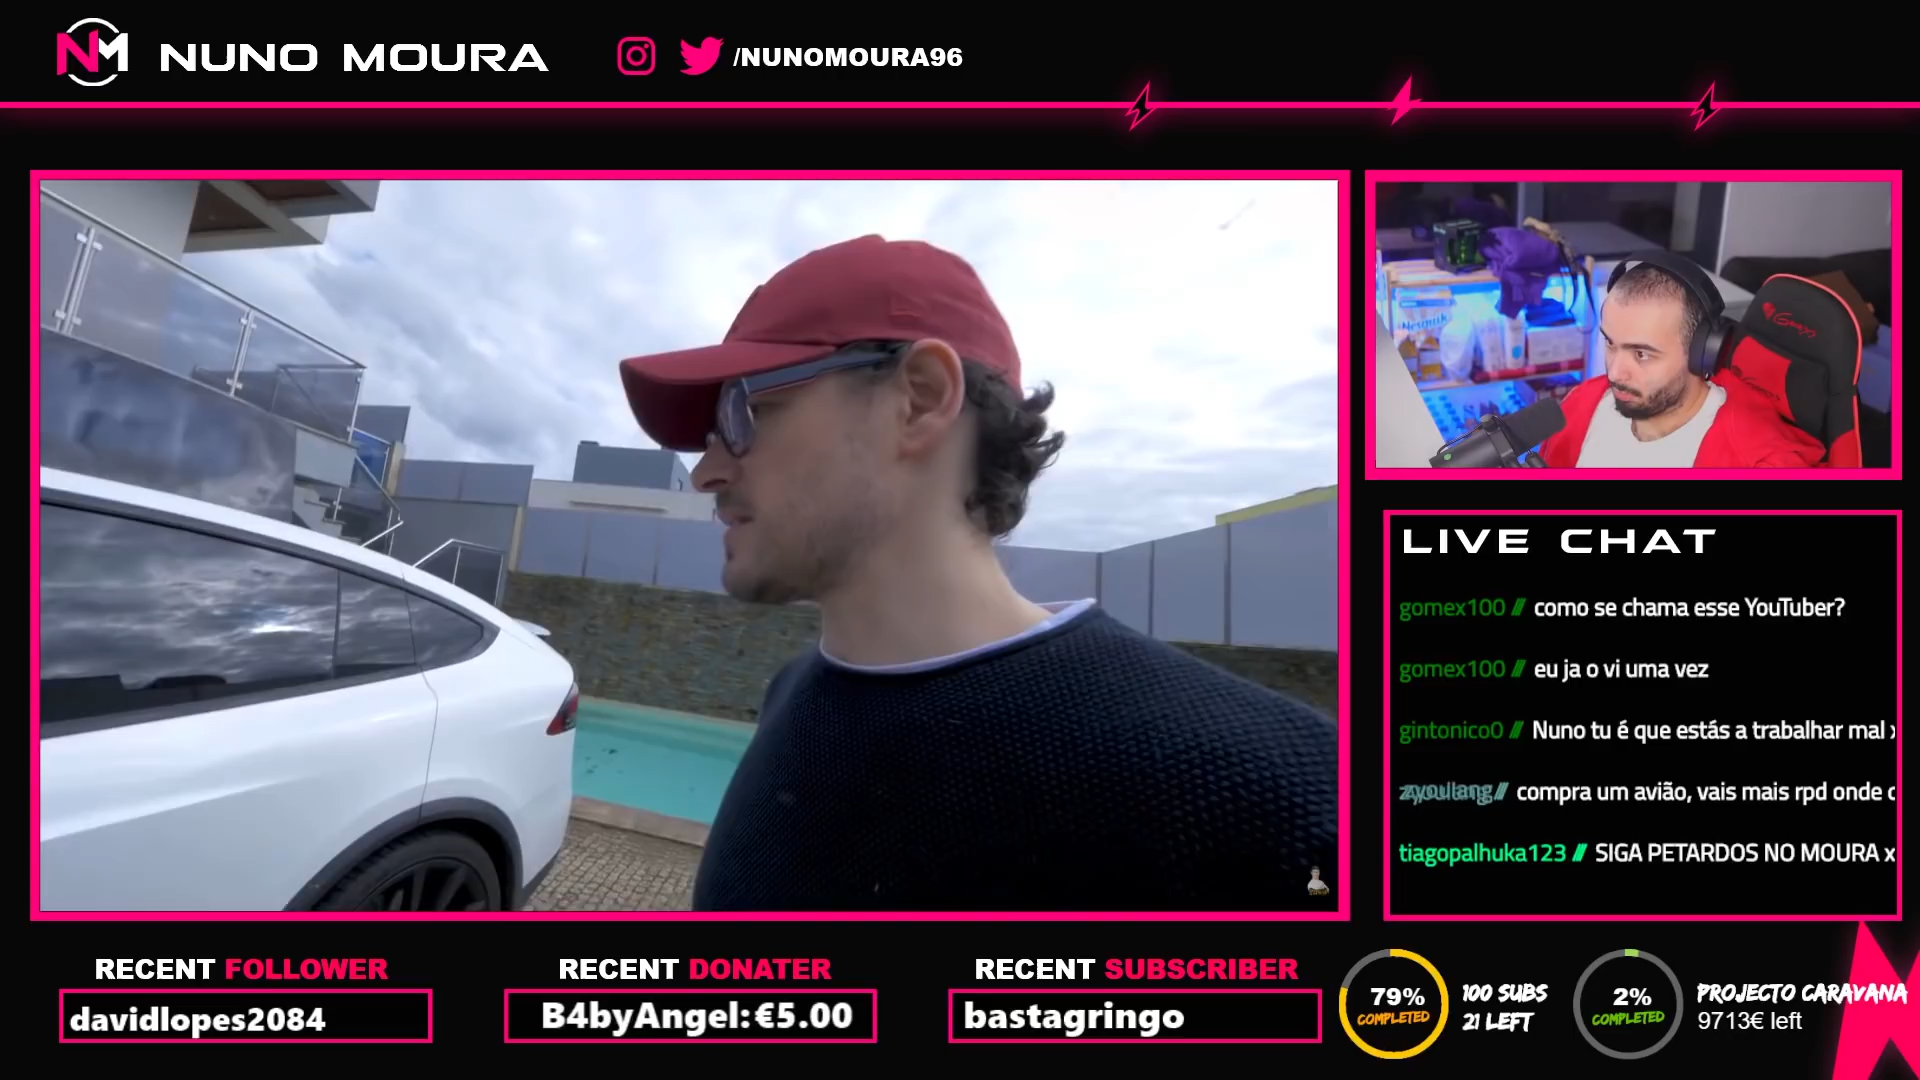 NM NUNO MOURA /NUNOMOURA96
Nesquik
Genesis
LIVE CHAT
gomex100 // como se chama esse YouTuber?
gomex100 // eu ja o vi uma vez
gintonico0 // Nuno tu é que estás a trabalhar mal
zyoulang // compra um avião, vais mais rpd onde
tiagopalhuka123 // SIGA PETARDOS NO MOURA x
RECENT FOLLOWER
davidlopes2084
RECENT DONATER
B4byAngel:€5.00
RECENT SUBSCRIBER
bastagringo
79%
COMPLETED
100 SUBS
21 LEFT
2%
COMPLETED
PROJECTO CARAVANA
9713€ left